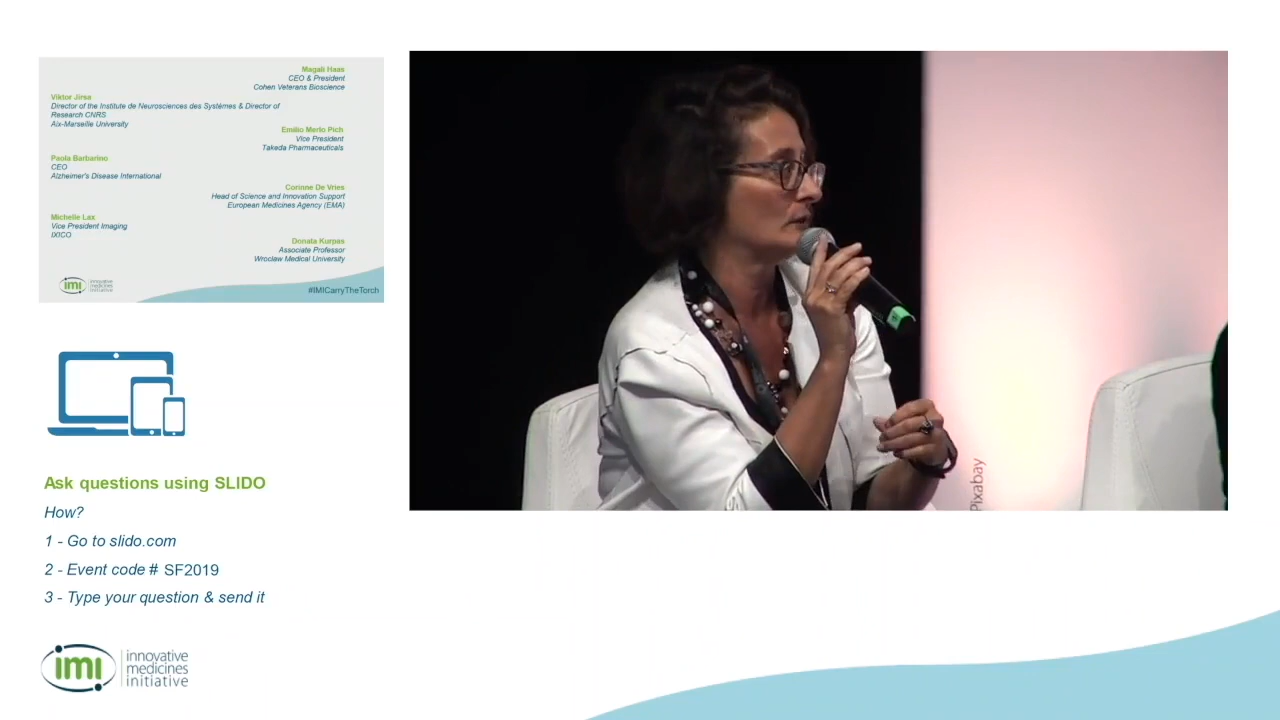 Magali Haas
CEO & President
Cohen Veterans Bioscience
Viktor Jirsa
Director of the Institute de Neurosciences des Systèmes & Director of
Research CNRS
Aix-Marseille University
Emilio Merlo Pich
Vice President
Takeda Pharmaceuticals
Paola Barbarino
CEO
Alzheimer's Disease International
Corinne De Vries
Head of Science and Innovation Support
European Medicines Agency (EMA)
Michelle Lax
Vice President Imaging
IXICO
Donata Kurpas
Associate Professor
Wroclaw Medical University
imi
innovative
medicines
initiative
#IMICarryTheTorch
Pixabay
Ask questions using SLIDO
How?
1 - Go to slido.com
2 - Event code # SF2019
3 - Type your question & send it
imi
innovative
medicines
initiative